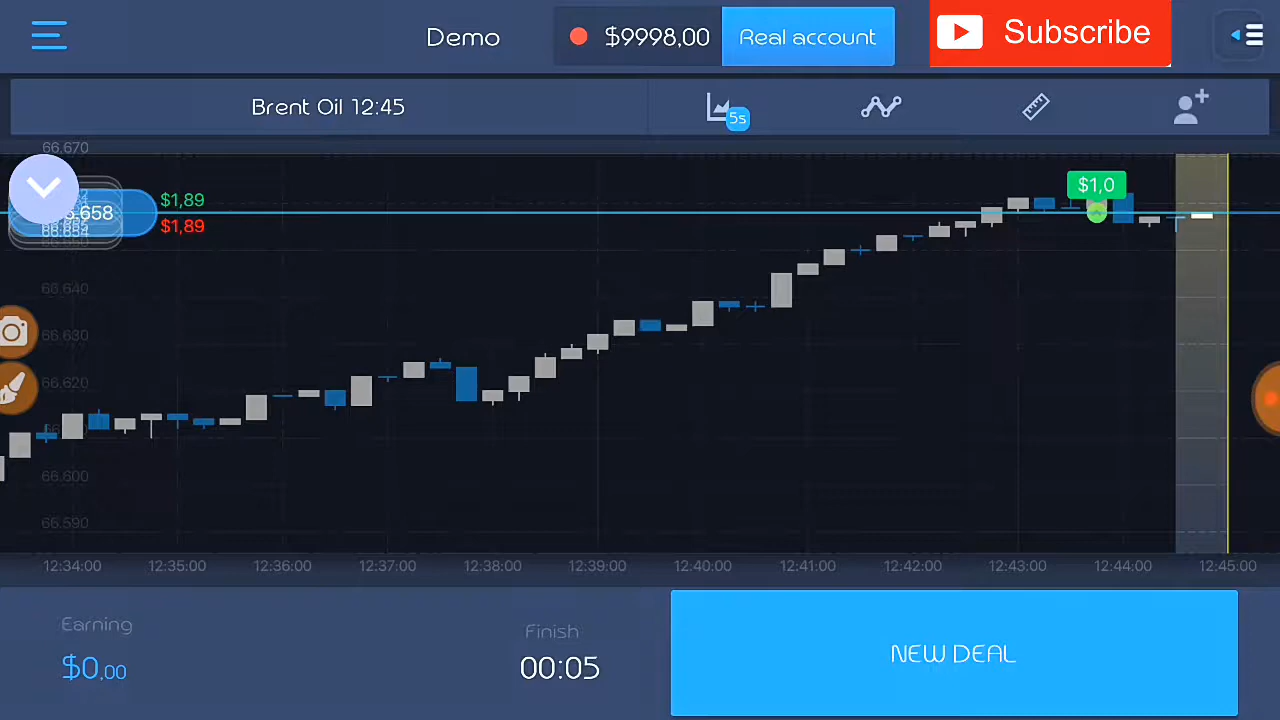 Demo
$9998,00
Real account
Subscribe
Brent Oil 12:45
5s
66.670
$1,89
$1,0
.658
$1,89
66.640
66.630
66.620
66.600
66.590
12:34:00 12:35:00 12:36:00 12:37:00 12:38:00 12:39:00 12:40:00 12:41:00 12:42:00 12:43:00 12:44:00 12:45:00
Earning
$0,00
Finish
00:05
NEW DEAL